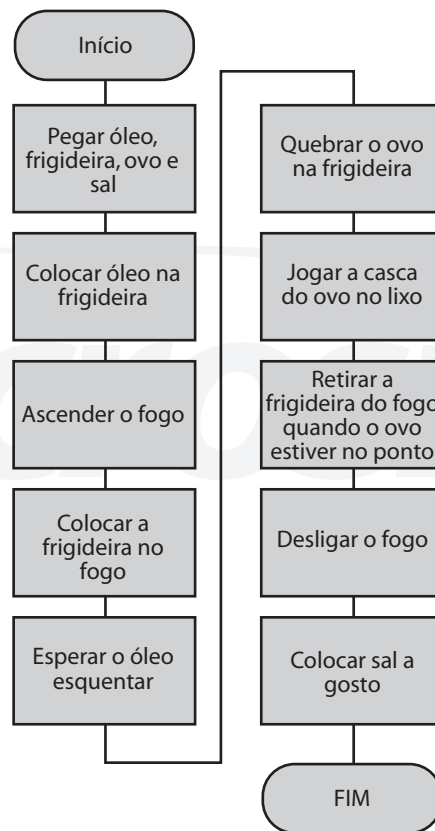 Início
Pegar óleo,
frigideira, ovo e
sal
Colocar óleo na
frigideira
Ascender o fogo
Colocar a
frigideira no
fogo
Esperar o óleo
esquentar
Quebrar o ovo
na frigideira
Jogar a casca
do ovo no lixo
Retirar a
frigideira do fogo
quando o ovo
estiver no ponto
Desligar o fogo
Colocar sal a
gosto
FIM